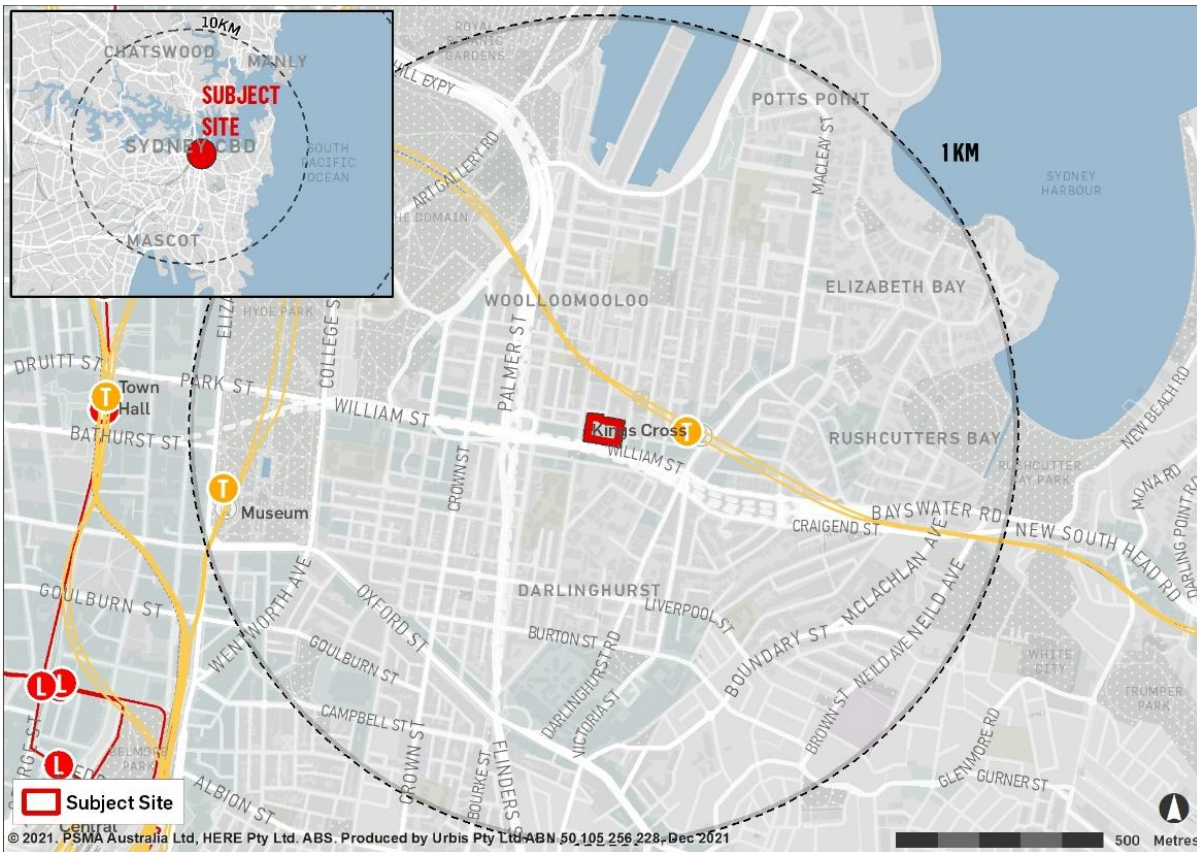 10KM
CHATSWOOD
MANLY
SUBJECT
SITE
SYDNEY CBD
SOUTH
PACIFIC
OCEAN
MASCOT
ROYAL
GARDENS
HILL EXPY
ART GALLERY RD
HE DOMAIN
POTTS POINT
MACLEAY ST
1 KM
SYDNEY
HARBOUR
WOOLLOOMOOLOO
ELIZABETH BAY
HYDE PARK
COLLEGE S
PALMER ST
DRUITT ST
PARK ST
T
Town
Hall
BATHURST ST
WILLIAM ST
Kings Cross
T
WILLIAM ST
RUSHCUTTERS BAY
NEW BEACH RD
CROWN ST
T
Museum
MONA RD
DARLING POINT RD
BAYSWATER RD
NEW SOUTH HEAD RD
CRAIGEND ST
MCLACHLAN AVE
NEILD AVE
GOULBURN ST
WENTWORTH AVE
OXFORD ST
DARLINGHURST
LIVERPOOL ST
BURTON ST
GOULBURN ST
BOUNDARY ST
NEILD AVE
DARLINGHURST RD
VICTORIA ST
WHITE
CITY
TRUMPER
PARK
L
L
CAMPBELL ST
BROWN ST
GLENMORE RD
GURNER ST
CROWN ST
BOURKE ST
FLINDERS
BELMORE
PARK
L
ALBION ST
Subject Site
© 2021. PSMA Australia Ltd, HERE Pty Ltd. ABS. Produced by Urbis Pty Ltd ABN 50 105 256 228, Dec 2021
Central
500 Metres